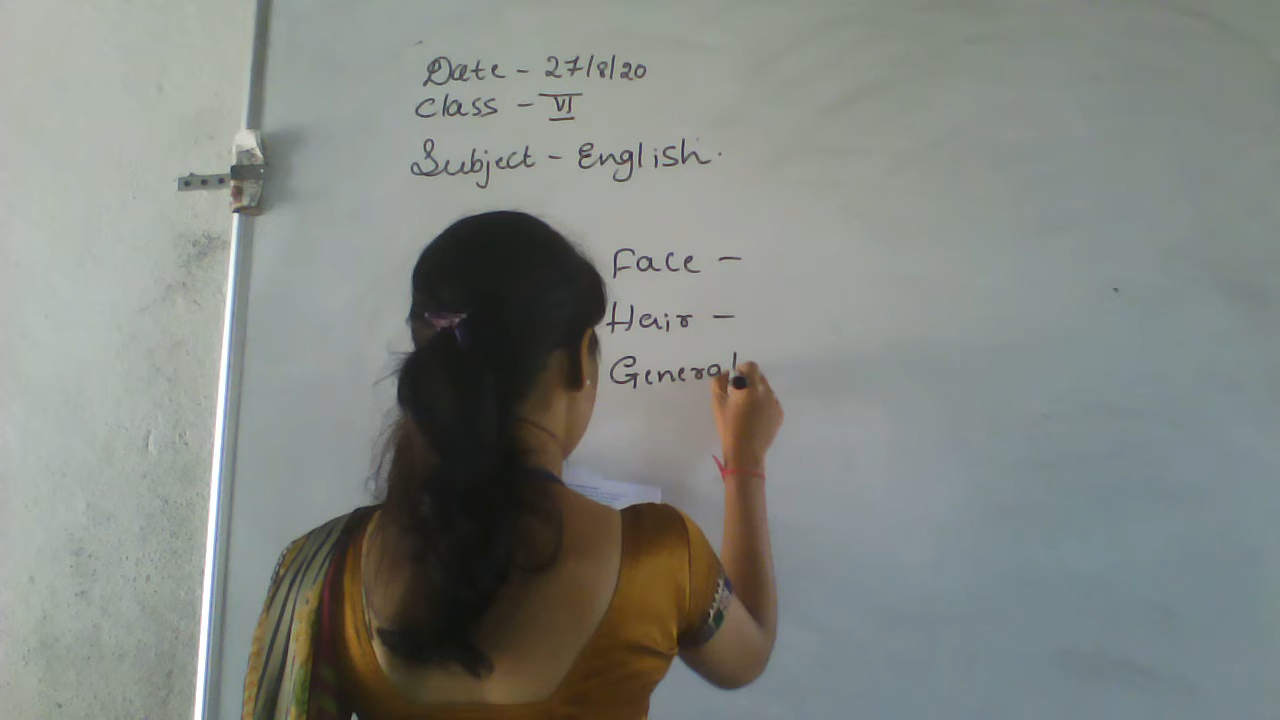 Date - 27/8/20
Class - VI
Subject - English.
Face -
Hair -
General